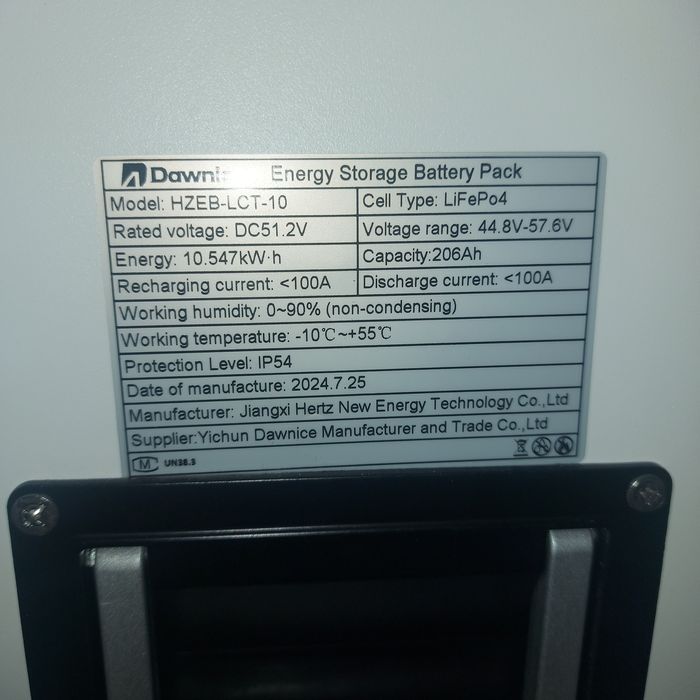 Dawnice Energy Storage Battery Pack
Model: HZEB-LCT-10 Cell Type: LiFePo4
Rated voltage: DC51.2V Voltage range: 44.8V-57.6V
Energy: 10.547kW·h Capacity:206Ah
Recharging current: <100A Discharge current: <100A
Working humidity: 0~90% (non-condensing)
Working temperature: -10℃~+55℃
Protection Level: IP54
Date of manufacture: 2024.7.25
Manufacturer: Jiangxi Hertz New Energy Technology Co.,Ltd
Supplier:Yichun Dawnice Manufacturer and Trade Co.,Ltd
M UN38.3